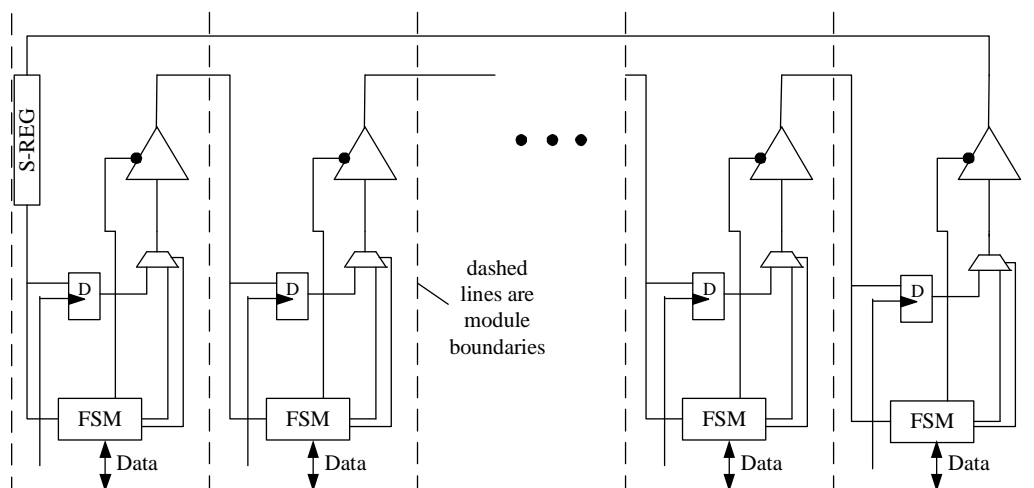 S-REG
D
D
D
D
dashed
lines are
module
boundaries
FSM
FSM
FSM
FSM
Data
Data
Data
Data